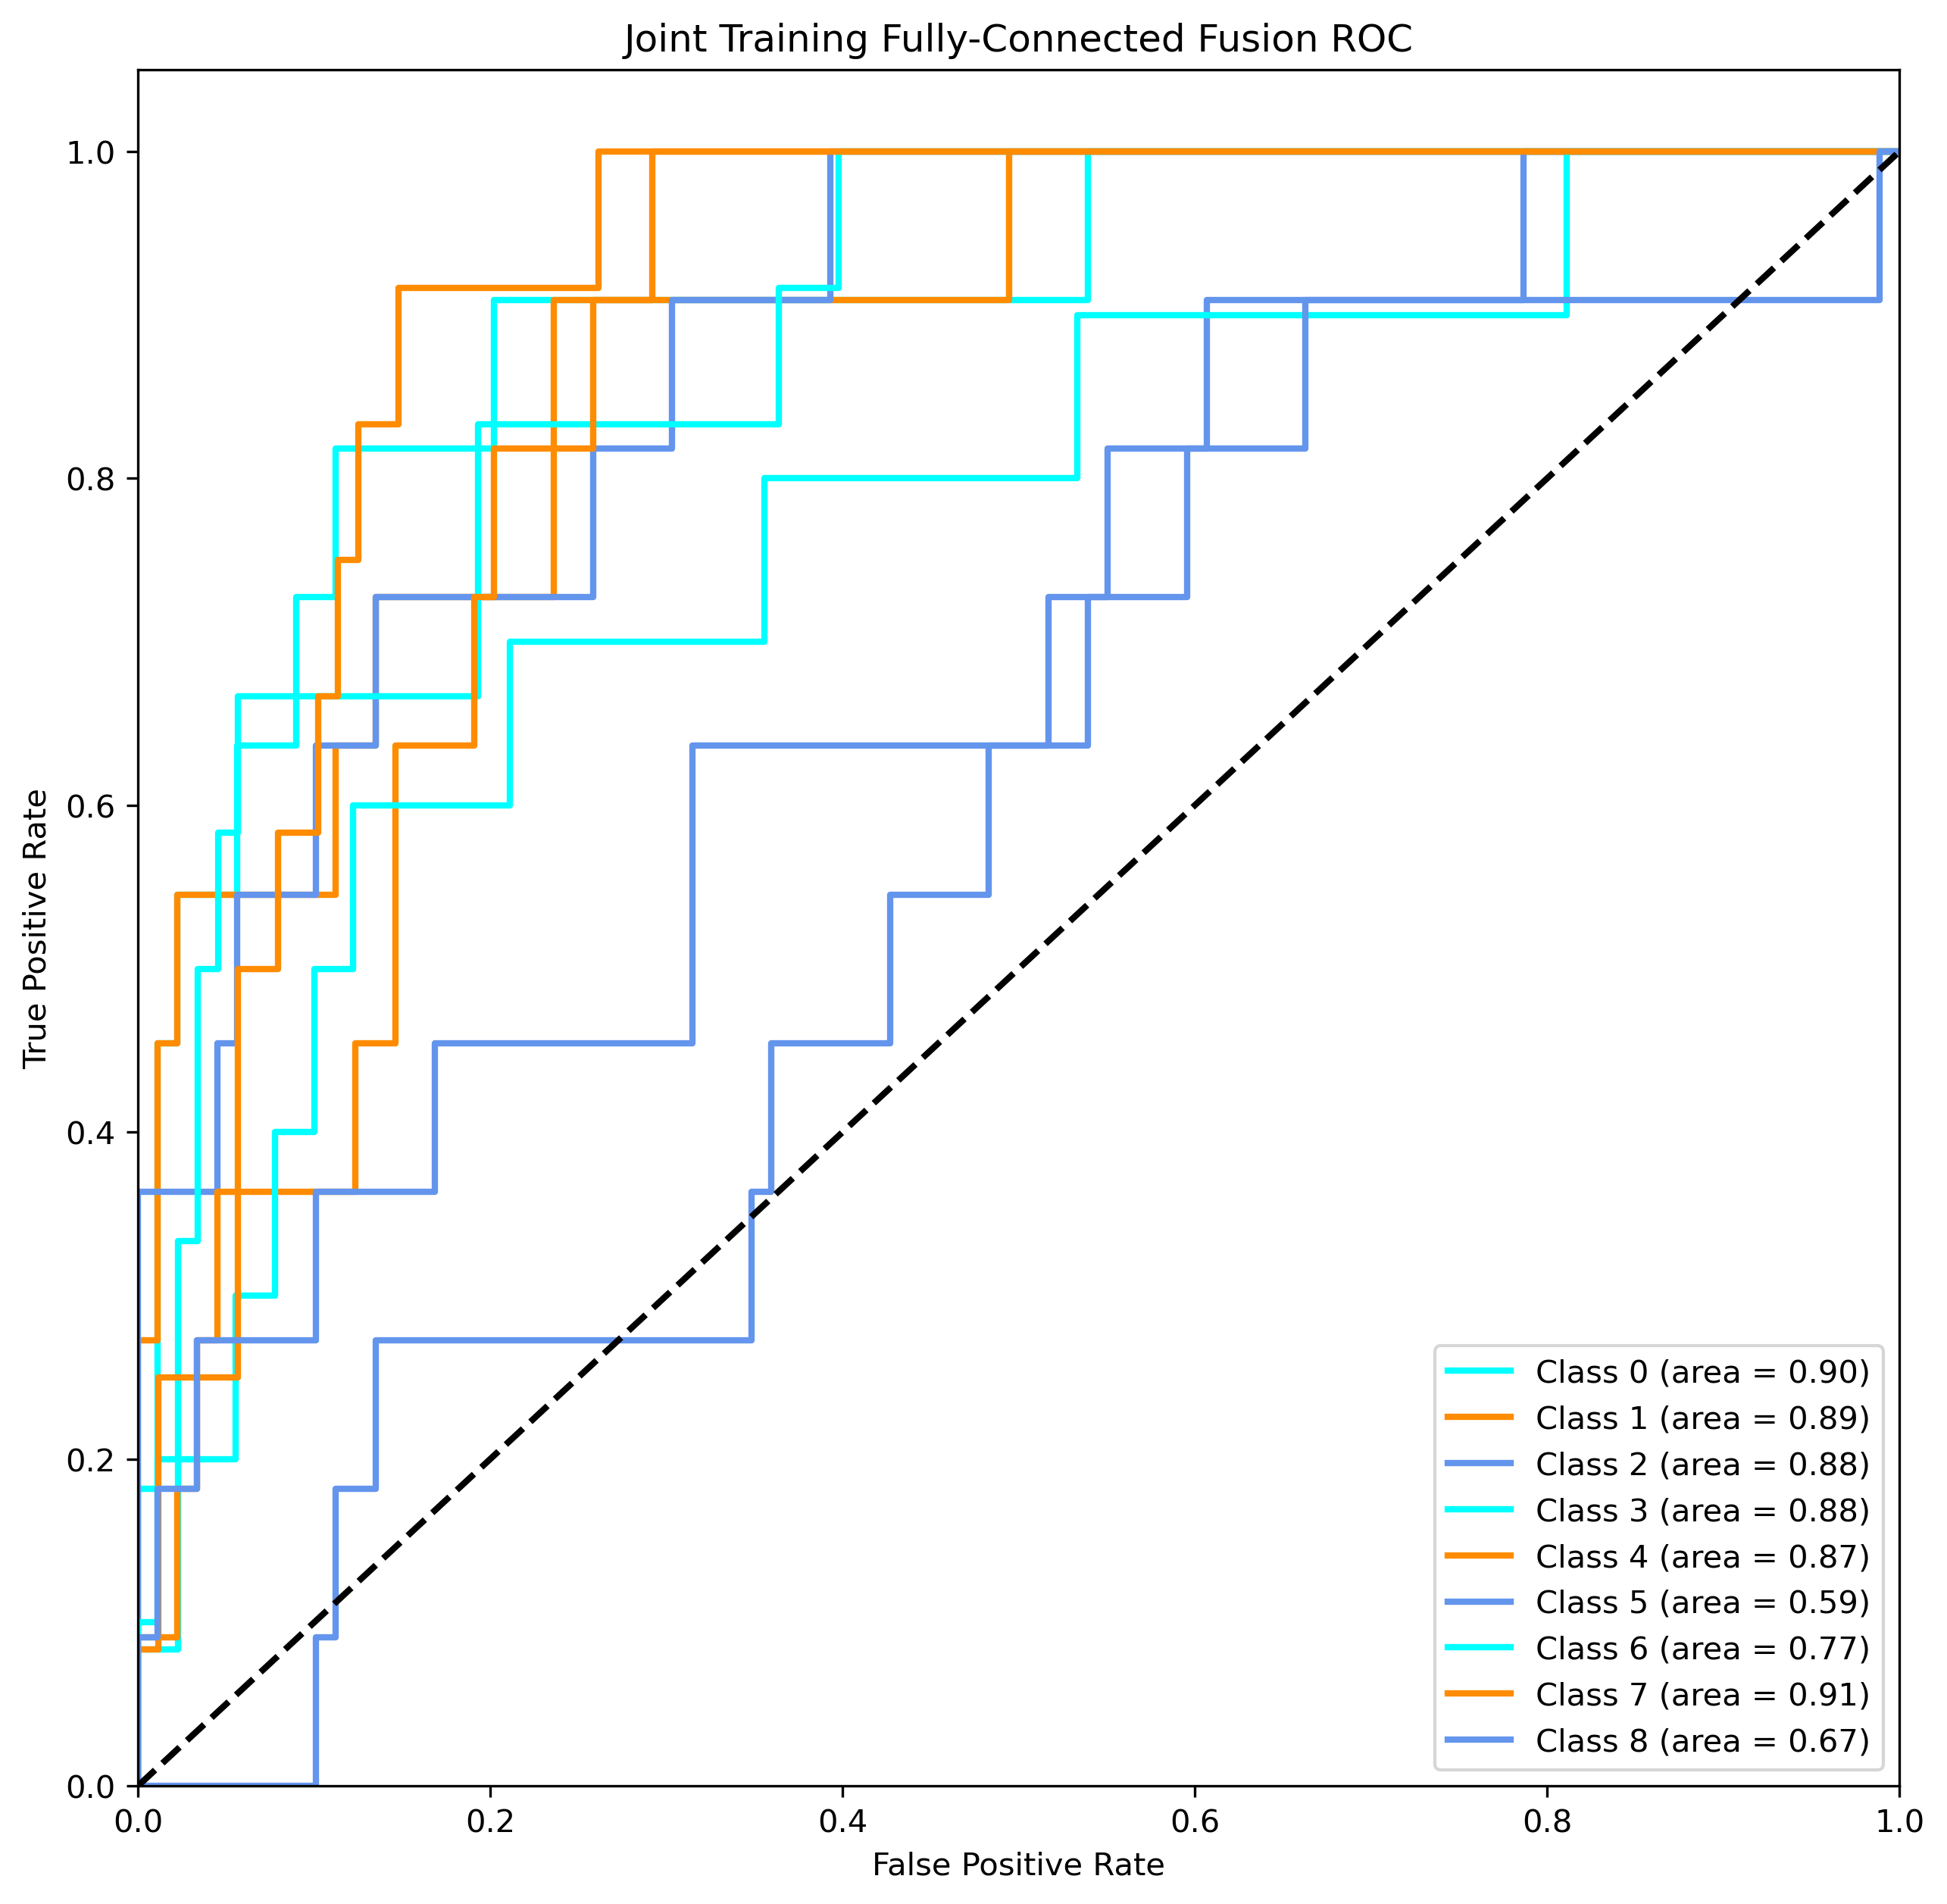 Joint Training Fully-Connected Fusion ROC
True Positive Rate
1.0
0.8
0.6
0.4
0.2
0.0
Class 0 (area = 0.90)
Class 1 (area = 0.89)
Class 2 (area = 0.88)
Class 3 (area = 0.88)
Class 4 (area = 0.87)
Class 5 (area = 0.59)
Class 6 (area = 0.77)
Class 7 (area = 0.91)
Class 8 (area = 0.67)
0.0 0.2 0.4 0.6 0.8 1.0
False Positive Rate